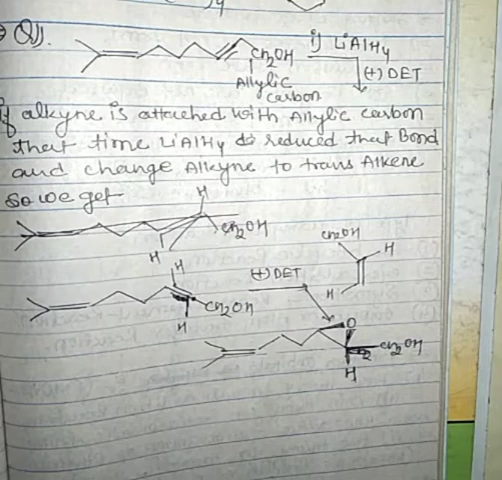 Q1).
CH2OH i) LiAlH4
Allylic (+) DET
carbon
If alkyne is attached with Allylic carbon
that time LiAlH4 reduced that Bond
and change Alkyne to trans Alkene
so we get-
H
CH2OH
H
CH2OH
H
H
H
(+) DET
CH2OH
H
O
CH2OH
H